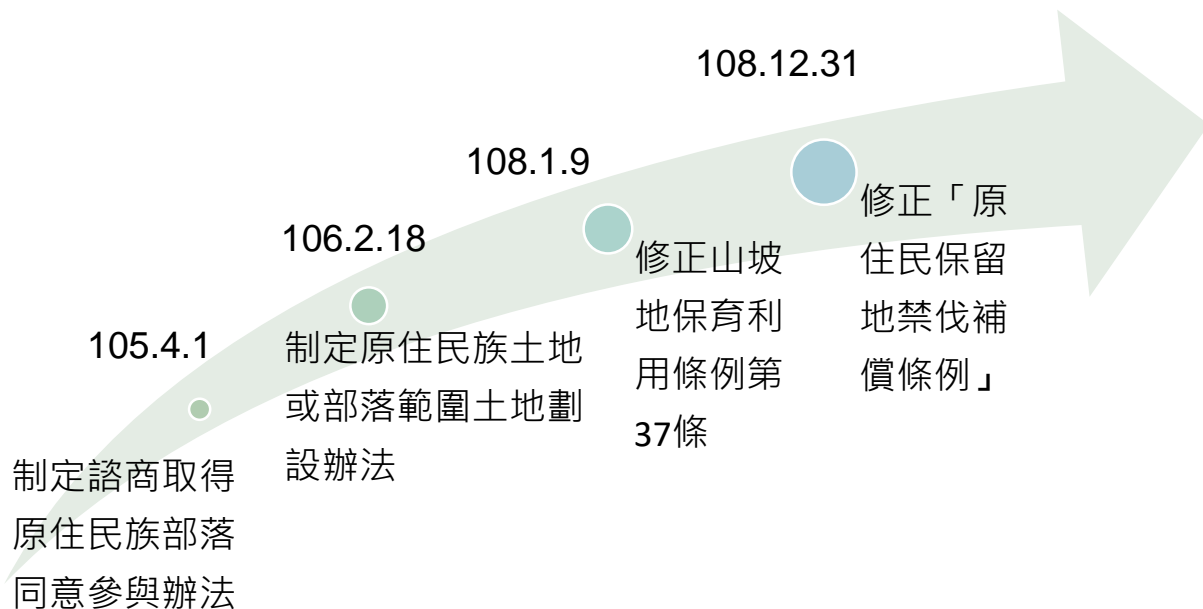 105.4.1
制定諮商取得
原住民族部落
同意參與辦法
106.2.18
制定原住民族土地
或部落範圍土地劃
設辦法
108.1.9
修正山坡
地保育利
用條例第
37條
108.12.31
修正「原
住民保留
地禁伐補
償條例」